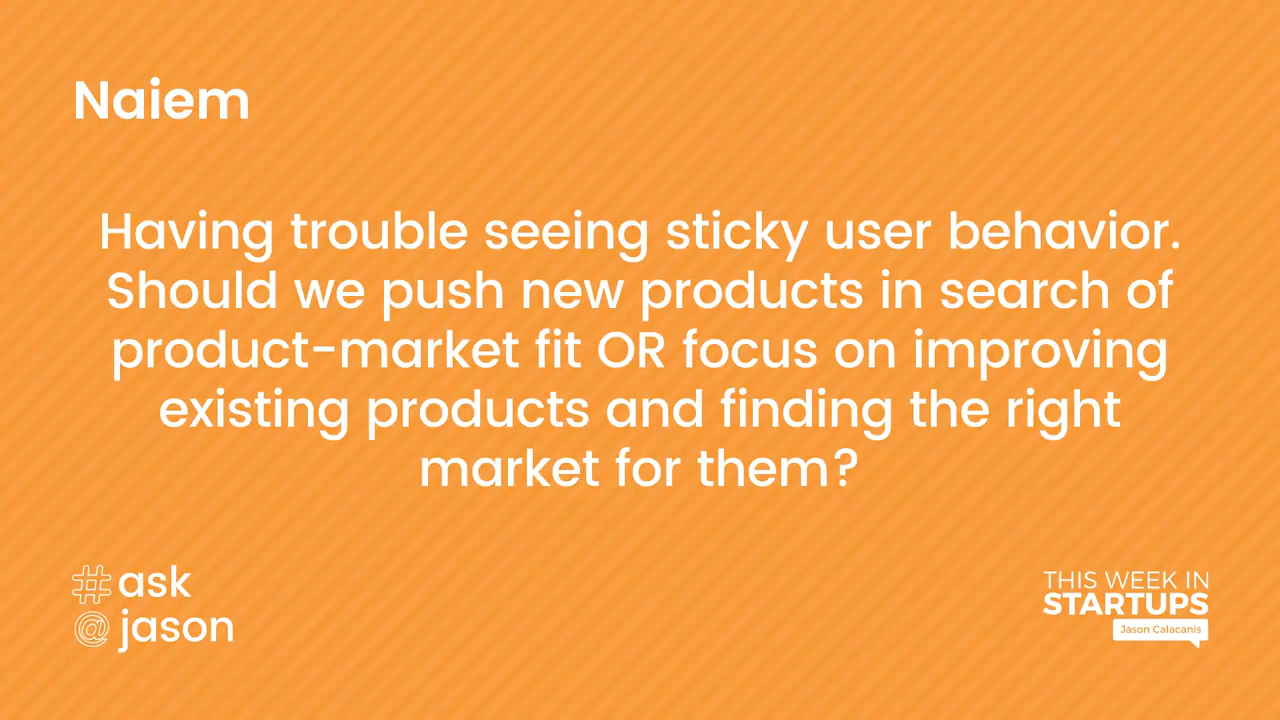 Naiem
Having trouble seeing sticky user behavior.
Should we push new products in search of
product-market fit OR focus on improving
existing products and finding the right
market for them?
# ask
@ jason
THIS WEEK IN
STARTUPS
Jason Calacanis